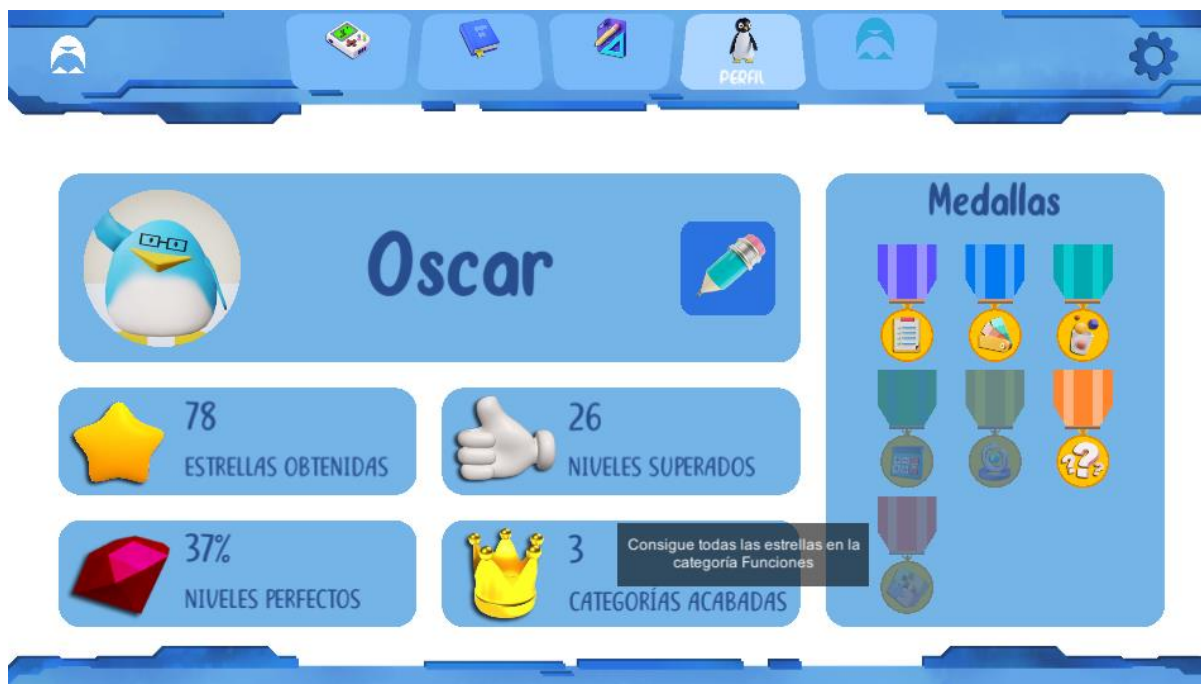 PERFIL
Oscar
Medallas
78
ESTRELLAS OBTENIDAS
26
NIVELES SUPERADOS
37%
NIVELES PERFECTOS
3
CATEGORÍAS ACABADAS
Consigue todas las estrellas en la
categoría Funciones